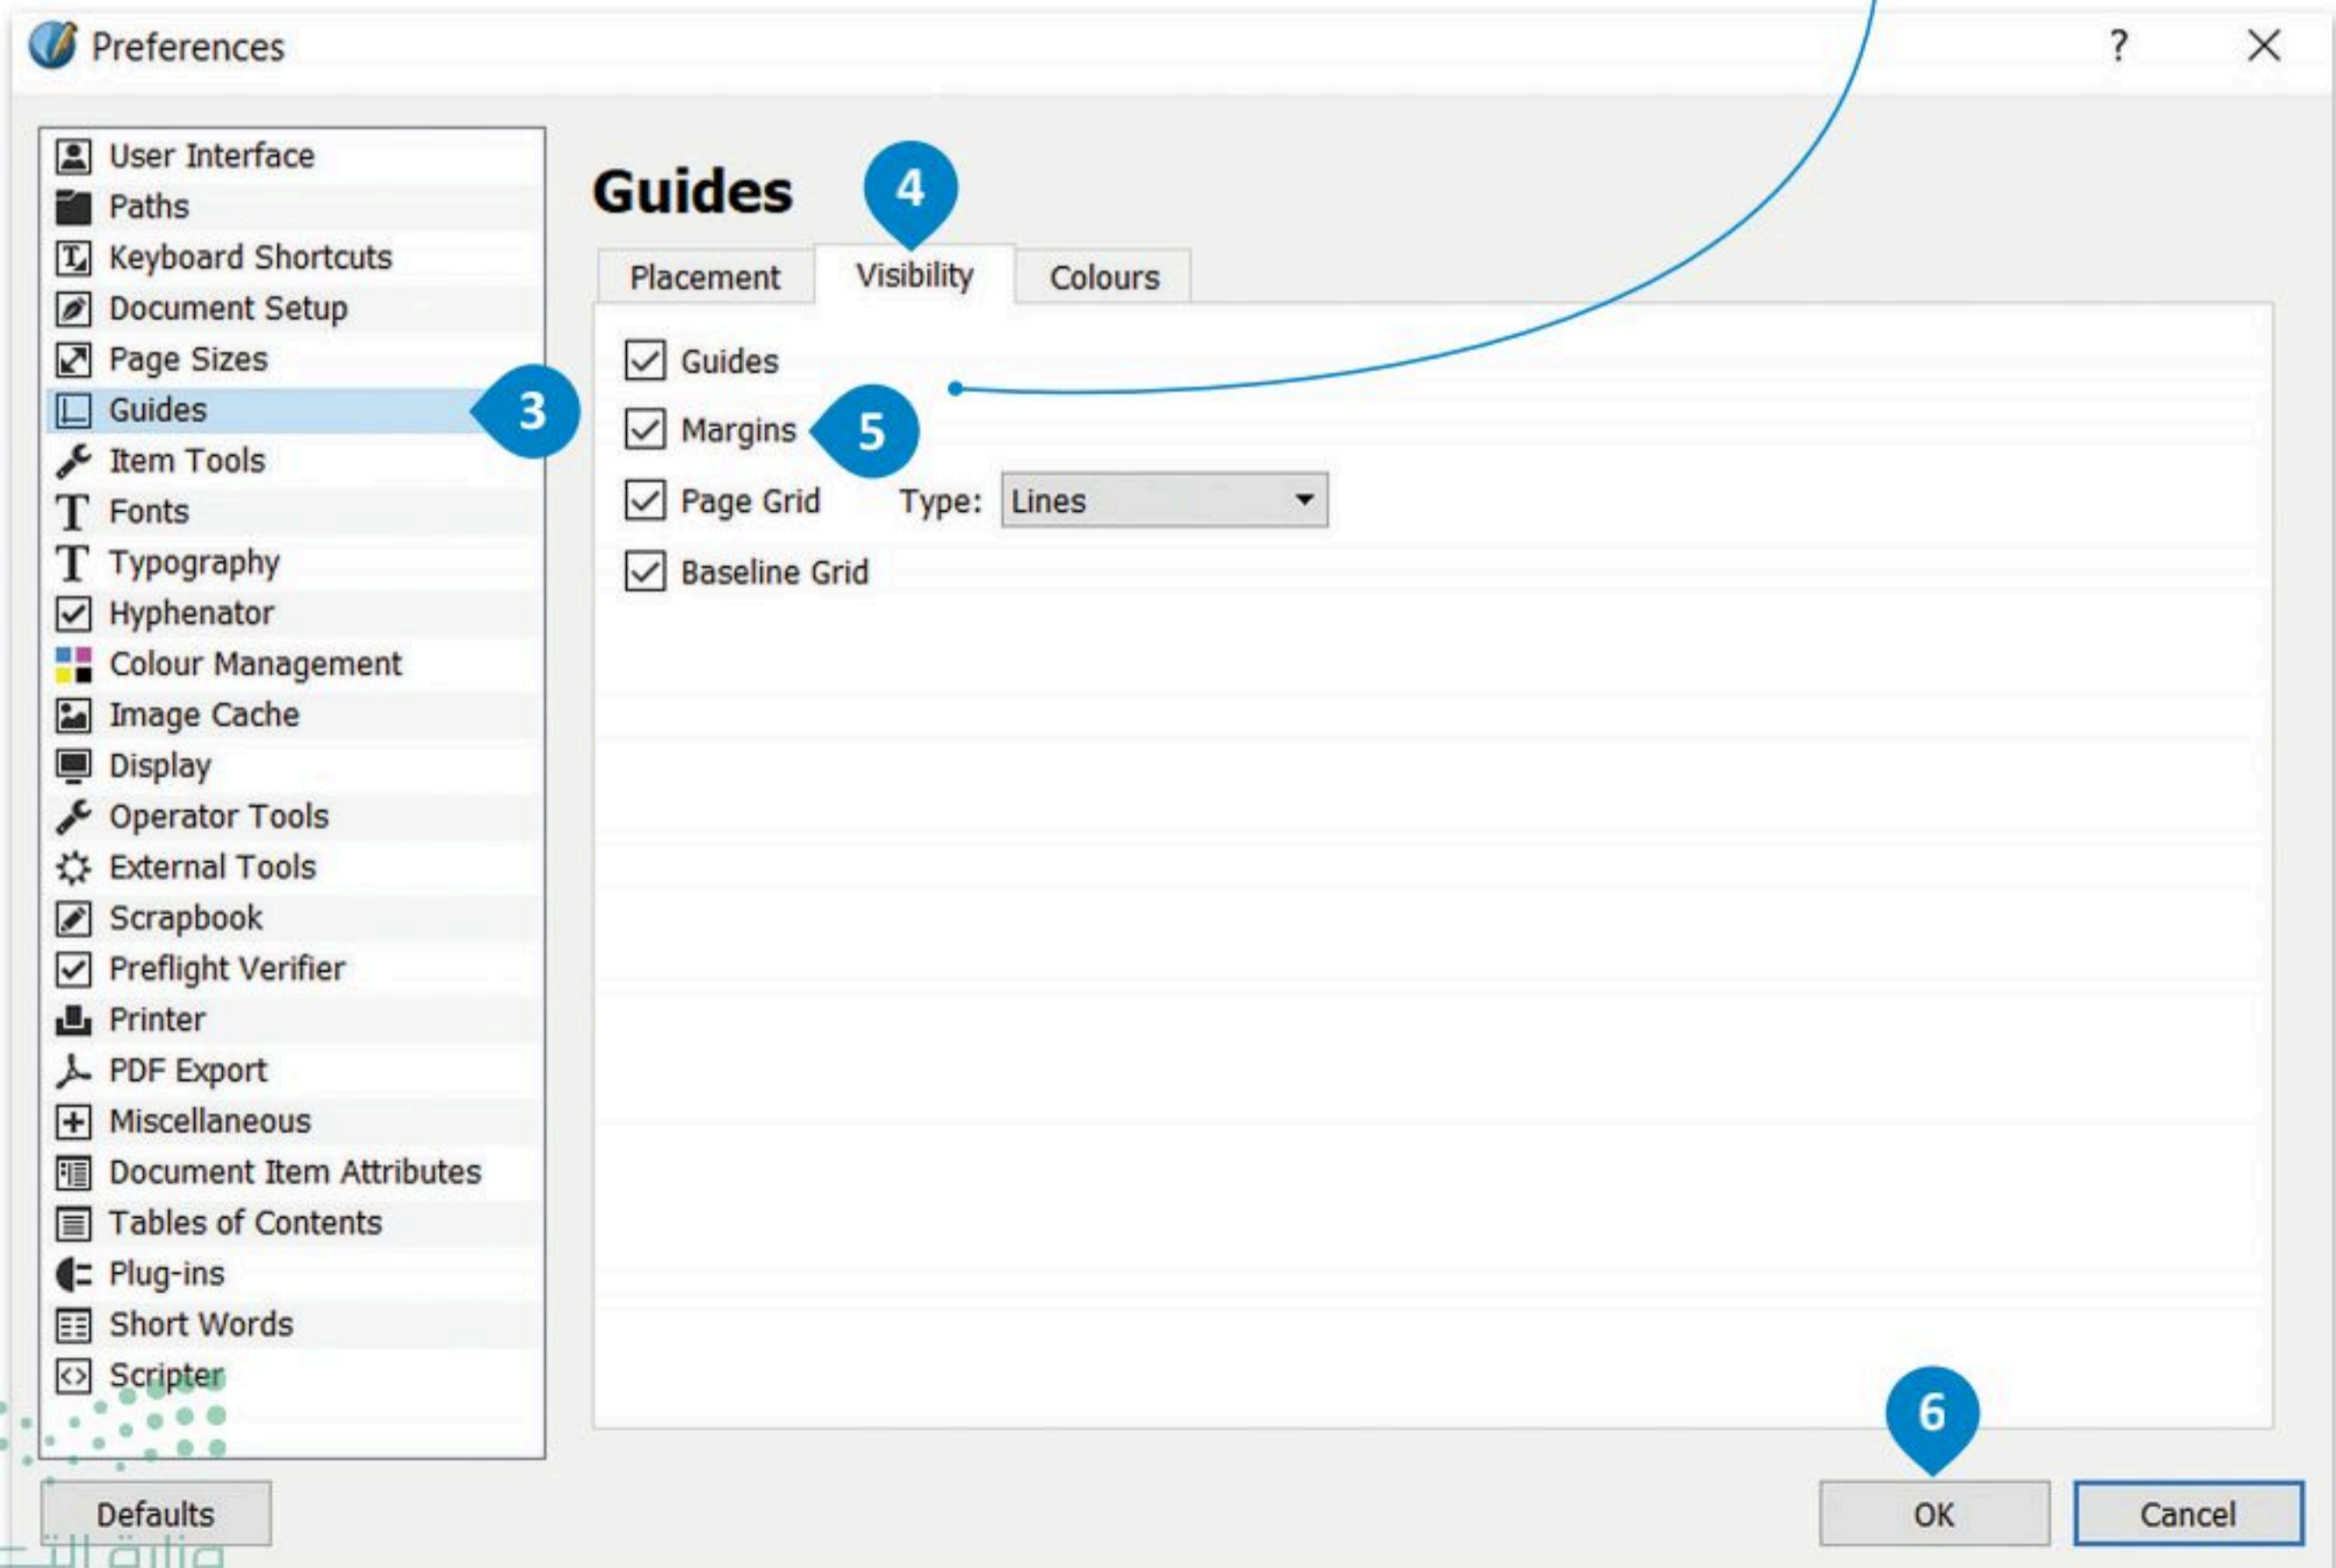 Preferences
?
User Interface
Paths
Keyboard Shortcuts
Document Setup
Page Sizes
Guides
3
Item Tools
Fonts
Typography
Hyphenator
Colour Management
Image Cache
Display
Operator Tools
External Tools
Scrapbook
Preflight Verifier
Printer
PDF Export
Miscellaneous
Document Item Attributes
Tables of Contents
Plug-ins
Short Words
Scripter
Guides
4
Placement Visibility Colours
Guides
Margins
5
Page Grid Type: Lines
Baseline Grid
6
Defaults OK Cancel
وزارة